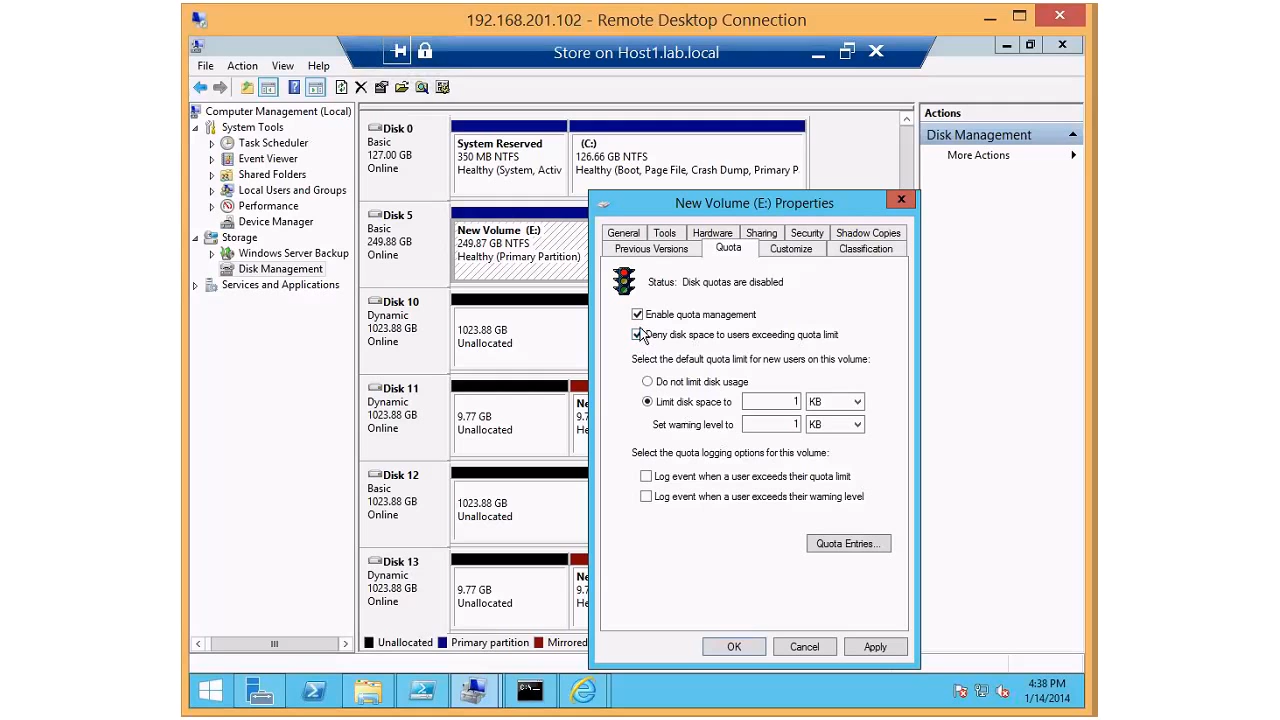 192.168.201.102 - Remote Desktop Connection
Store on Host1.lab.local
File Action View Help
Computer Management (Local)
System Tools
Task Scheduler
Event Viewer
Shared Folders
Local Users and Groups
Performance
Device Manager
Storage
Windows Server Backup
Disk Management
Services and Applications
Disk 0
Basic
127.00 GB
Online
System Reserved
350 MB NTFS
Healthy (System, Activ
(C:)
126.66 GB NTFS
Healthy (Boot, Page File, Crash Dump, Primary P
Disk 5
Basic
249.88 GB
Online
New Volume (E:)
249.87 GB NTFS
Healthy (Primary Partition)
Disk 10
Dynamic
1023.88 GB
Online
1023.88 GB
Unallocated
Disk 11
Dynamic
1023.88 GB
Online
9.77 GB
Unallocated
Ne
9.7
He
Disk 12
Basic
1023.88 GB
Online
1023.88 GB
Unallocated
Disk 13
Dynamic
1023.88 GB
Online
9.77 GB
Unallocated
Ne
9.7
He
Unallocated Primary partition Mirrored
Actions
Disk Management
More Actions
New Volume (E:) Properties
General Tools Hardware Sharing Security Shadow Copies
Previous Versions Quota Customize Classification
Status: Disk quotas are disabled
Enable quota management
Deny disk space to users exceeding quota limit
Select the default quota limit for new users on this volume:
Do not limit disk usage
Limit disk space to 1 KB
Set warning level to 1 KB
Select the quota logging options for this volume:
Log event when a user exceeds their quota limit
Log event when a user exceeds their warning level
Quota Entries...
OK Cancel Apply
4:38 PM
1/14/2014